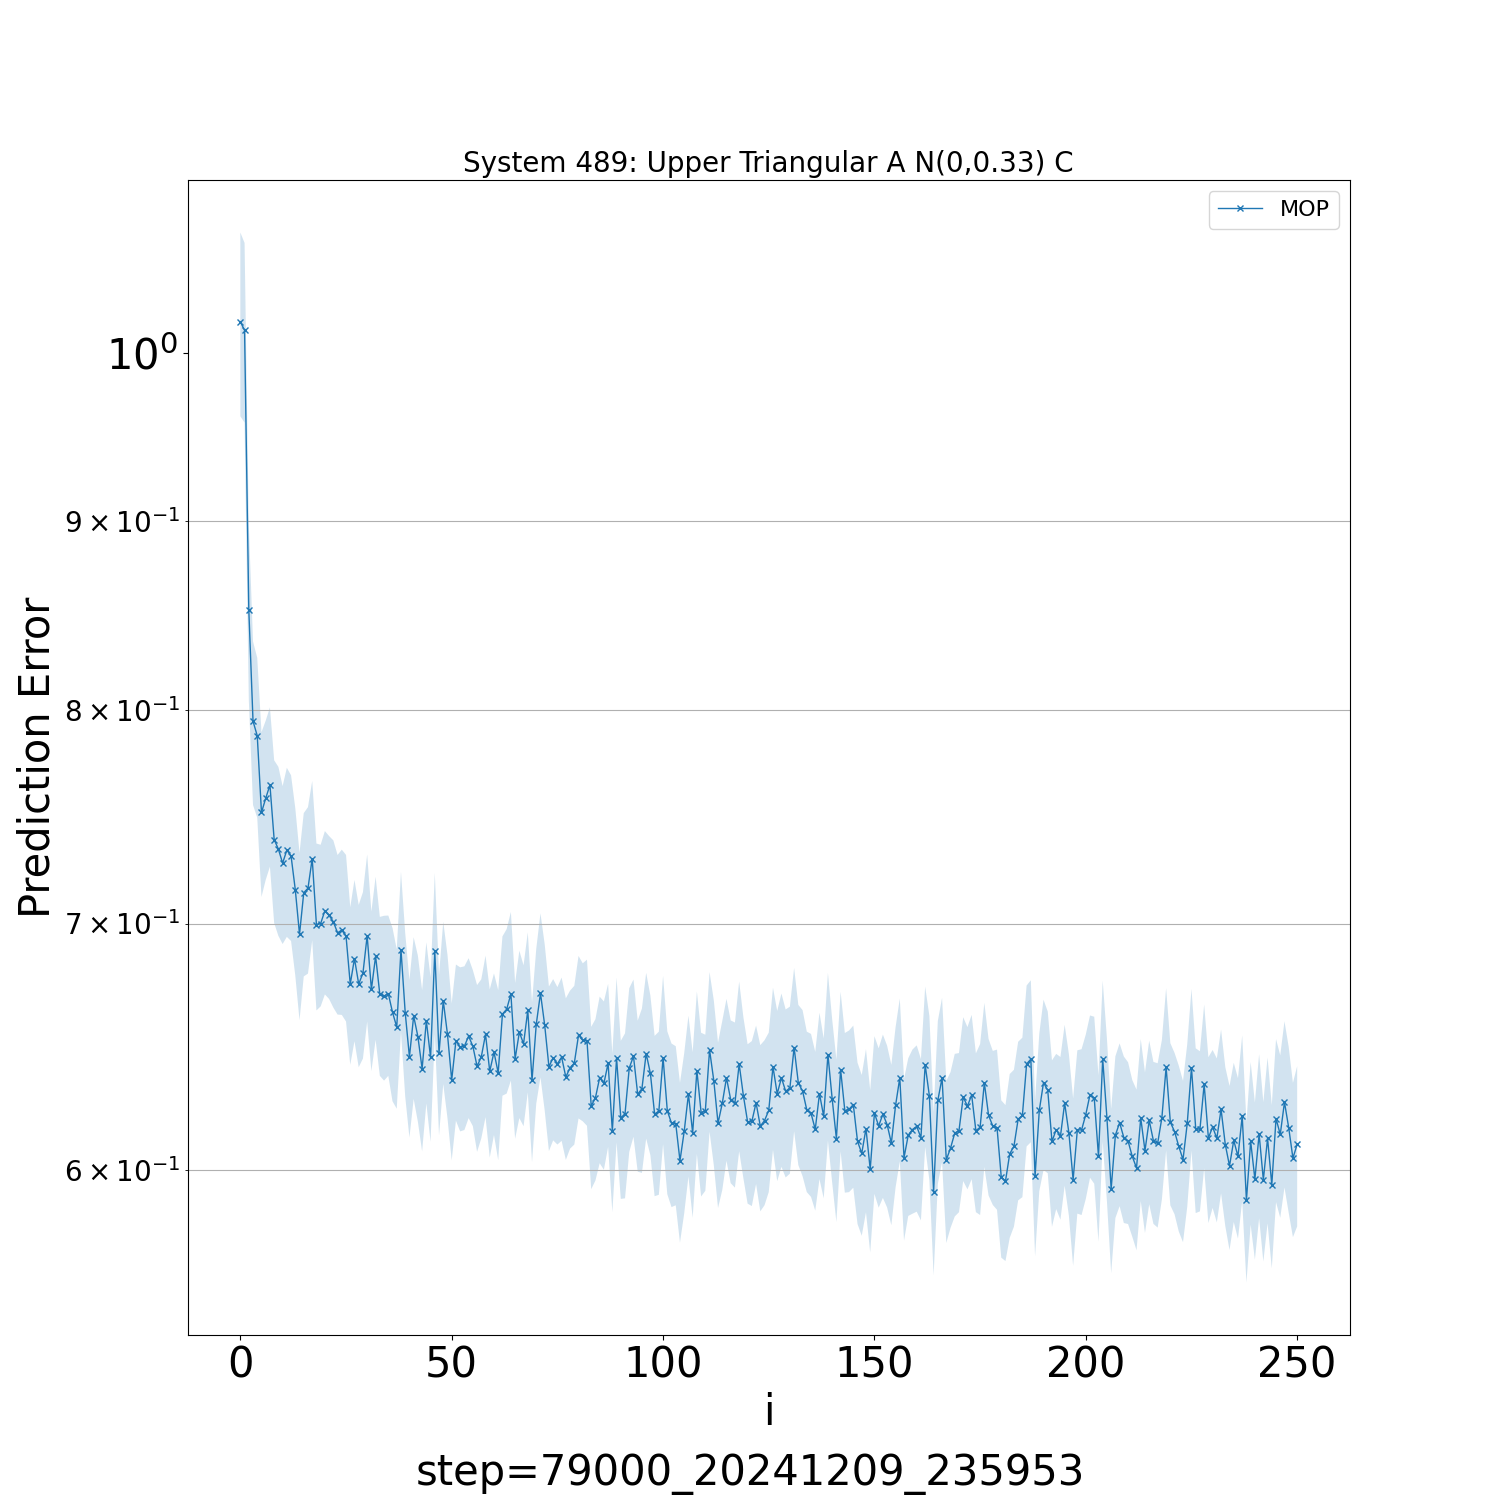 System 489: Upper Triangular A N(0,0.33) C
MOP
10⁰
9 × 10⁻¹
8 × 10⁻¹
7 × 10⁻¹
6 × 10⁻¹
Prediction Error
0 50 100 150 200 250
i
step=79000_20241209_235953